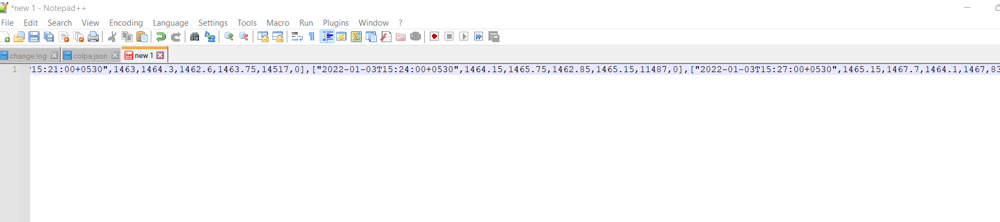 *new 1 - Notepad++
File Edit Search View Encoding Language Settings Tools Macro Run Plugins Window ?
change.log colpa.json new 1
1 15:21:00+0530",1463,1464.3,1462.6,1463.75,14517,0],["2022-01-03T15:24:00+0530",1464.15,1465.75,1462.85,1465.15,11487,0],["2022-01-03T15:27:00+0530",1465.15,1467.7,1464.1,1467,83